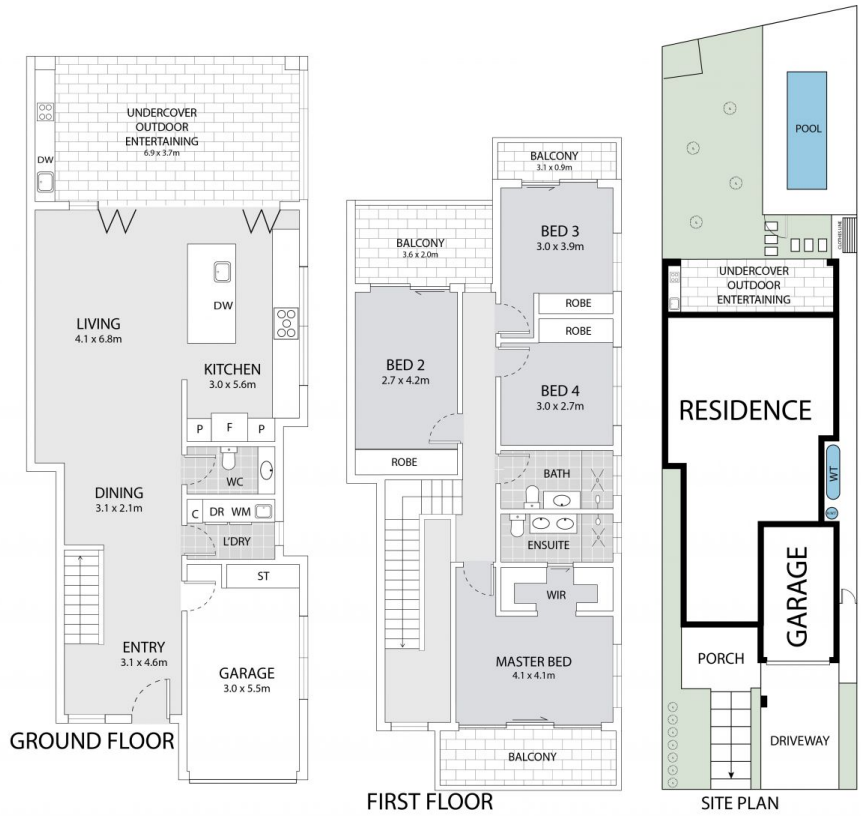 UNDERCOVER
OUTDOOR
ENTERTAINING
6.9 x 3.7m
DW
DW
LIVING
4.1 x 6.8m
KITCHEN
3.0 x 5.6m
P
F
P
WC
DINING
3.1 x 2.1m
C
DR
WM
L'DRY
ST
ENTRY
3.1 x 4.6m
GARAGE
3.0 x 5.5m
GROUND FLOOR
BALCONY
3.1 x 0.9m
BALCONY
3.6 x 2.0m
BED 3
3.0 x 3.9m
ROBE
ROBE
BED 2
2.7 x 4.2m
BED 4
3.0 x 2.7m
ROBE
BATH
ENSUITE
WIR
MASTER BED
4.1 x 4.1m
BALCONY
FIRST FLOOR
POOL
CLOTHES LINE
UNDERCOVER
OUTDOOR
ENTERTAINING
RESIDENCE
WT
GARAGE
PORCH
DRIVEWAY
SITE PLAN